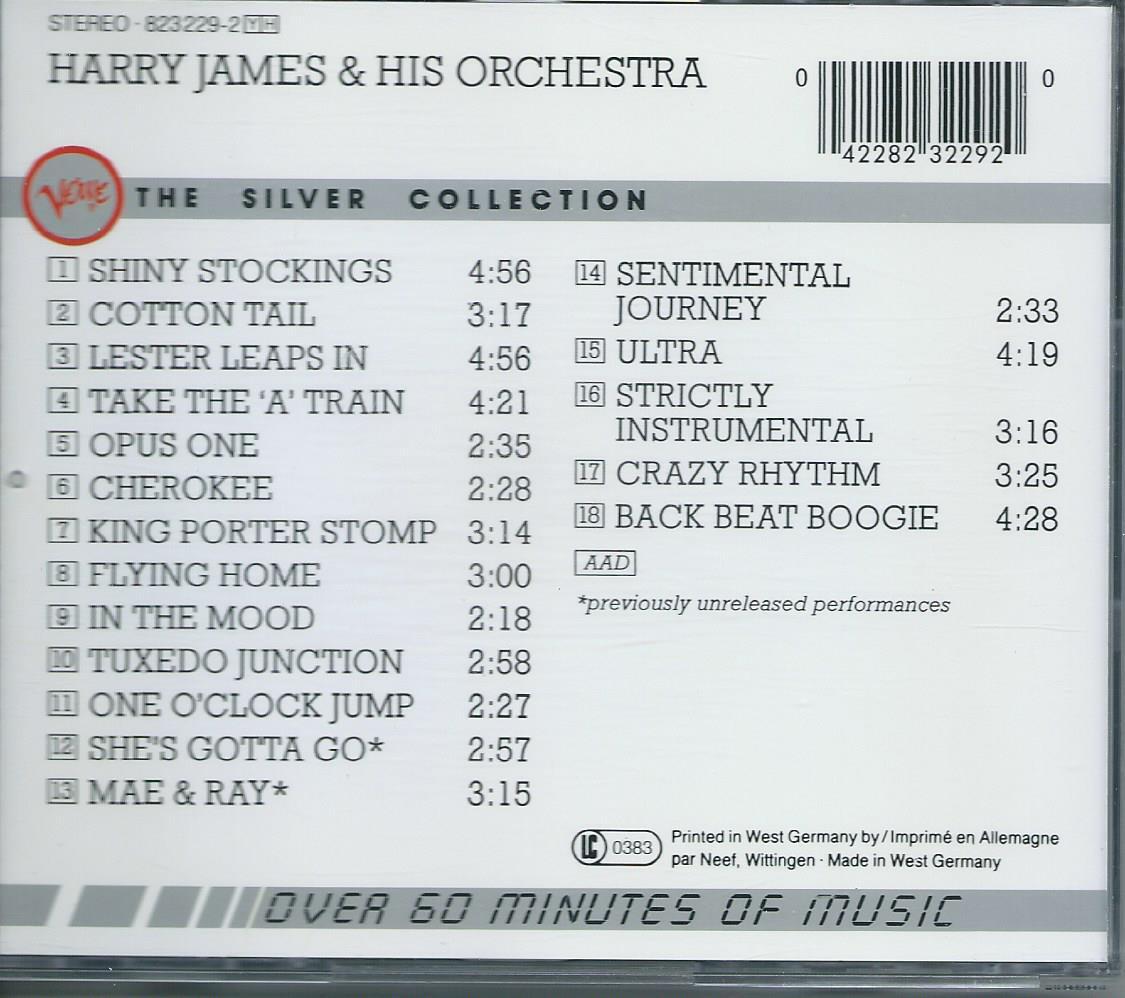 STEREO · 823229-2 YH
HARRY JAMES & HIS ORCHESTRA
0 42282 32292 0
Verve
THE SILVER COLLECTION
1 SHINY STOCKINGS 4:56
2 COTTON TAIL 3:17
3 LESTER LEAPS IN 4:56
4 TAKE THE 'A' TRAIN 4:21
5 OPUS ONE 2:35
6 CHEROKEE 2:28
7 KING PORTER STOMP 3:14
8 FLYING HOME 3:00
9 IN THE MOOD 2:18
10 TUXEDO JUNCTION 2:58
11 ONE O'CLOCK JUMP 2:27
12 SHE'S GOTTA GO* 2:57
13 MAE & RAY* 3:15
14 SENTIMENTAL
JOURNEY 2:33
15 ULTRA 4:19
16 STRICTLY
INSTRUMENTAL 3:16
17 CRAZY RHYTHM 3:25
18 BACK BEAT BOOGIE 4:28
AAD
*previously unreleased performances
LC 0383
Printed in West Germany by/Imprimé en Allemagne
par Neef, Wittingen · Made in West Germany
OVER 60 MINUTES OF MUSIC